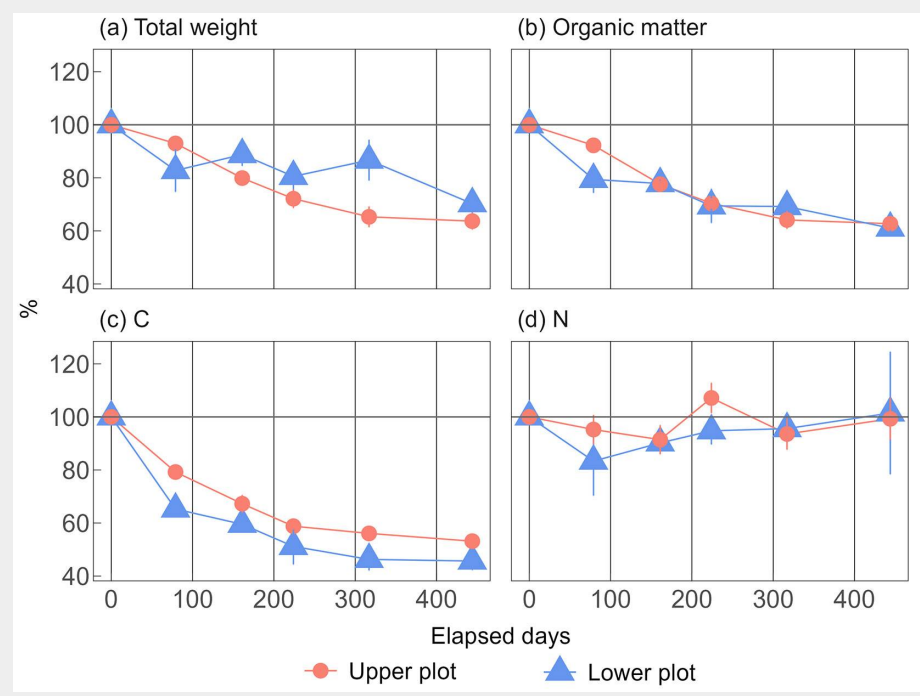 (a) Total weight
(b) Organic matter
120
100
80
60
40
%
(c) C
(d) N
120
100
80
60
40
0 100 200 300 400
0 100 200 300 400
Elapsed days
Upper plot
Lower plot